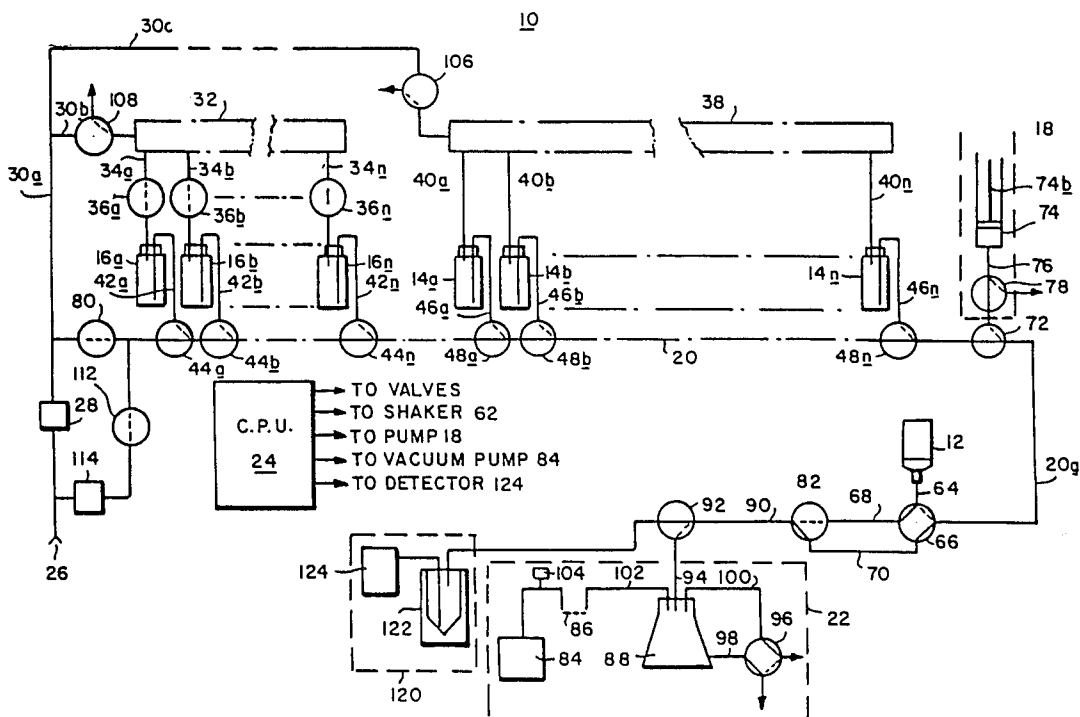 10
30c
106
108
30b
32
38
18
34a
34b
34n
30a
40a
40b
40n
74b
74
36a
36b
36n
76
16a
16b
16n
14a
14b
14n
78
42a
42b
42n
46a
46b
46n
80
72
44a
44b
44n
48a
48b
20
48n
112
28
TO VALVES
TO SHAKER 62
C.P.U.
24
TO PUMP 18
12
114
TO VACUUM PUMP 84
TO DETECTOR 124
64
20g
92
90
82
68
66
26
70
124
104
102
94
100
22
122
86
96
84
88
98
120